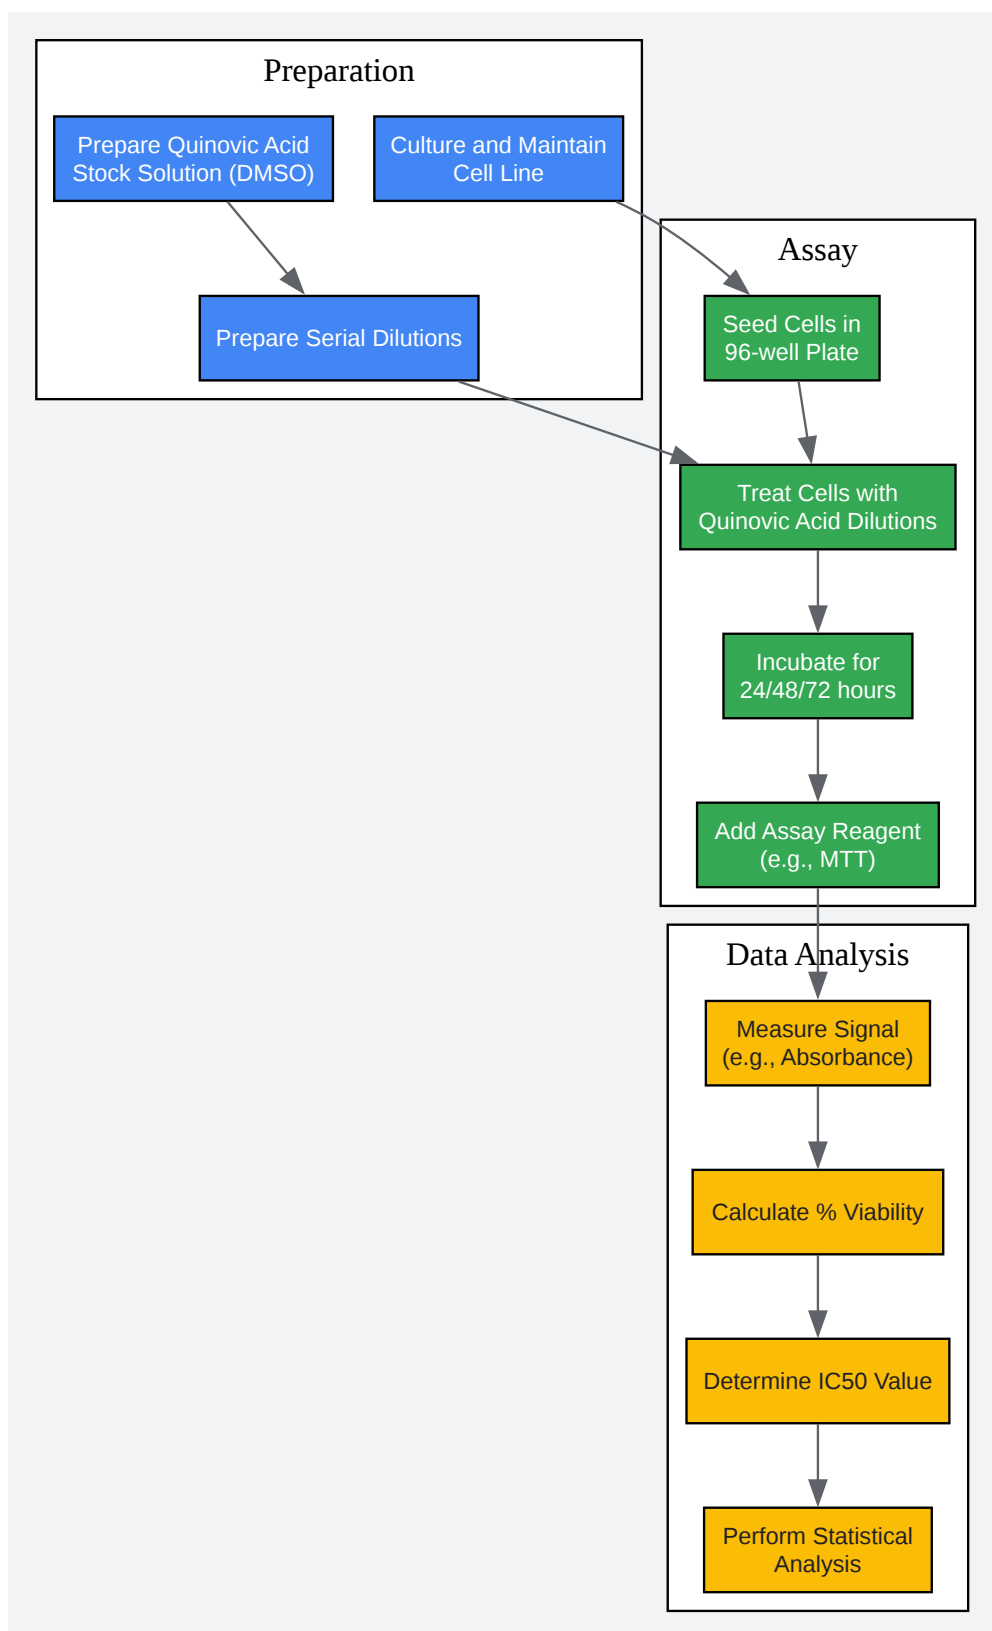 Preparation
Prepare Quinovic Acid
Stock Solution (DMSO)
Culture and Maintain
Cell Line
Prepare Serial Dilutions
Assay
Seed Cells in
96-well Plate
Treat Cells with
Quinovic Acid Dilutions
Incubate for
24/48/72 hours
Add Assay Reagent
(e.g., MTT)
Data Analysis
Measure Signal
(e.g., Absorbance)
Calculate % Viability
Determine IC50 Value
Perform Statistical
Analysis